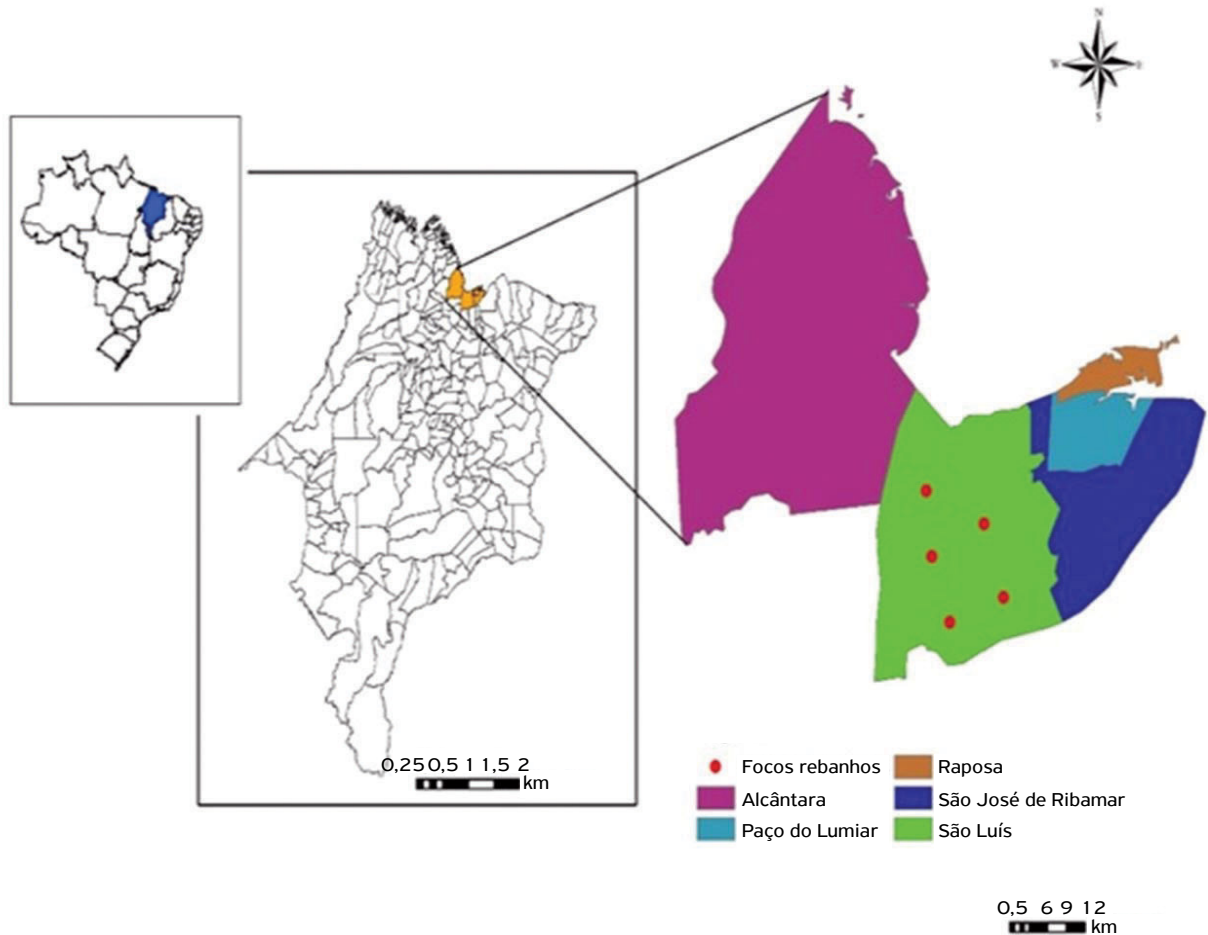 N
W
E
S
0,25 0,5 1 1,5 2
km
Focos rebanhos
Raposa
Alcântara
São José de Ribamar
Paço do Lumiar
São Luís
0,5 6 9 12
km